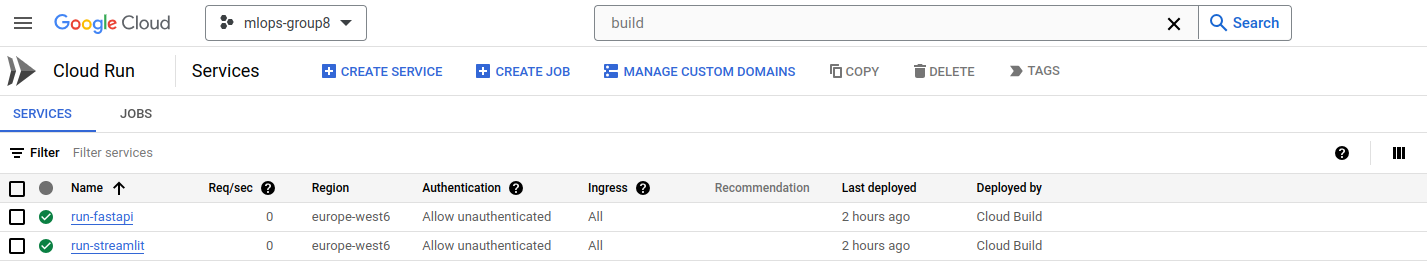 Google Cloud mlops-group8 build Search
Cloud Run Services CREATE SERVICE CREATE JOB MANAGE CUSTOM DOMAINS COPY DELETE TAGS
SERVICES JOBS
Filter Filter services
Name Req/sec Region Authentication Ingress Recommendation Last deployed Deployed by
run-fastapi 0 europe-west6 Allow unauthenticated All 2 hours ago Cloud Build
run-streamlit 0 europe-west6 Allow unauthenticated All 2 hours ago Cloud Build